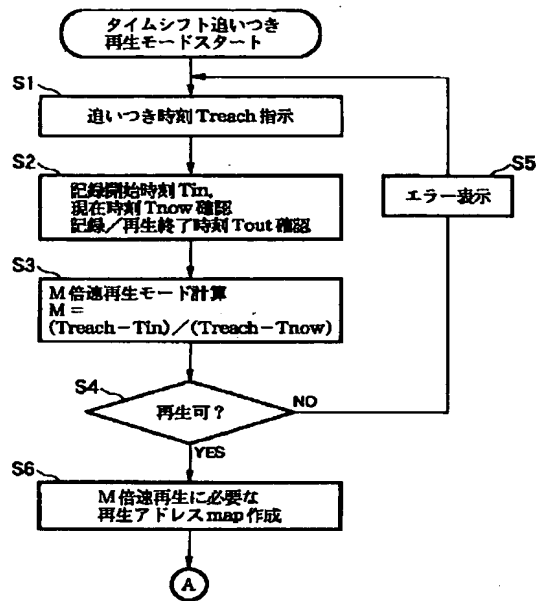 タイムシフト追いつき
再生モードスタート
S1
追いつき時刻Treach指示
S2
記録開始時刻Tin,
現在時刻Tnow確認
記録／再生終了時刻Tout確認
S5
エラー表示
S3
M倍速再生モード計算
M＝
(Treach－Tin)／(Treach－Tnow)
S4
再生可？
NO
YES
S6
M倍速再生に必要な
再生アドレスmap作成
A